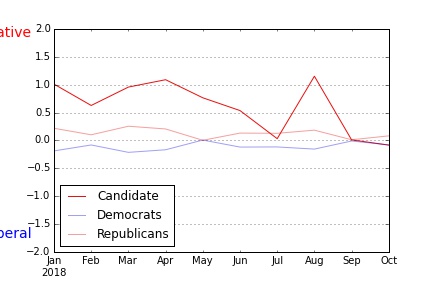 2.0
ative
1.5
1.0
0.5
0.0
−0.5
−1.0
−1.5
−2.0
beral
Candidate
Democrats
Republicans
Jan Feb Mar Apr May Jun Jul Aug Sep Oct
2018